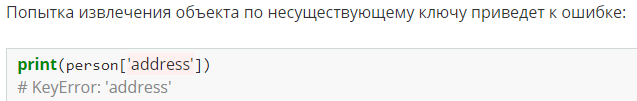 Попытка извлечения объекта по несуществующему ключу приведет к ошибке:
print(person['address'])
# KeyError: 'address'